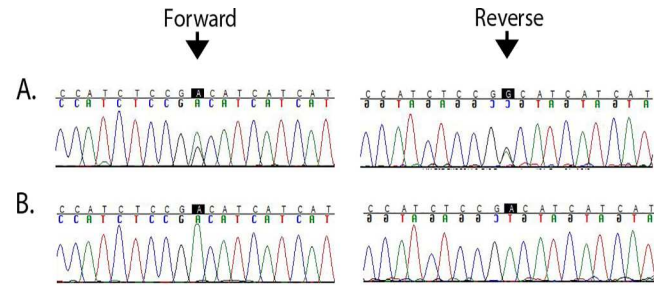 Forward Reverse
A.
C C A T C T C C G A C A T C A T C A T
C C A T C T C C G A C A T C A T C A T
C C A T C T C C G G C A T C A T C A T
G G T A G A G G C C G T A G T A G T A
B.
C C A T C T C C G A C A T C A T C A T
C C A T C T C C G A C A T C A T C A T
C C A T C T C C G A C A T C A T C A T
G G T A G A G G C T G T A G T A G T A